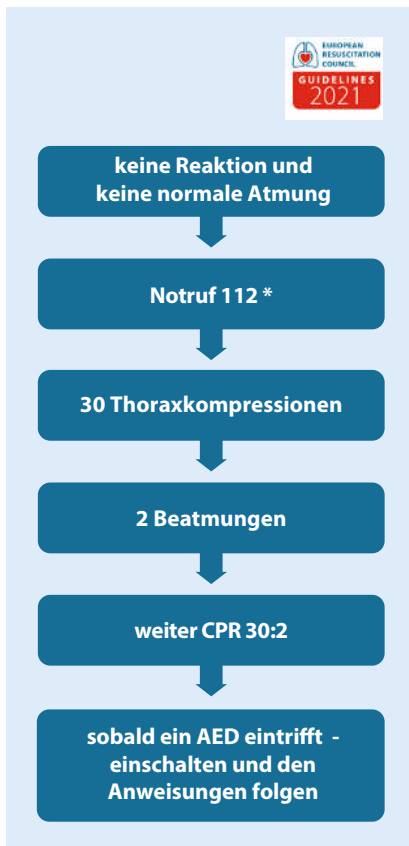 EUROPEAN
RESUSCITATION
COUNCIL
GUIDELINES
2021
keine Reaktion und
keine normale Atmung
Notruf 112 *
30 Thoraxkompressionen
2 Beatmungen
weiter CPR 30:2
sobald ein AED eintrifft -
einschalten und den
Anweisungen folgen